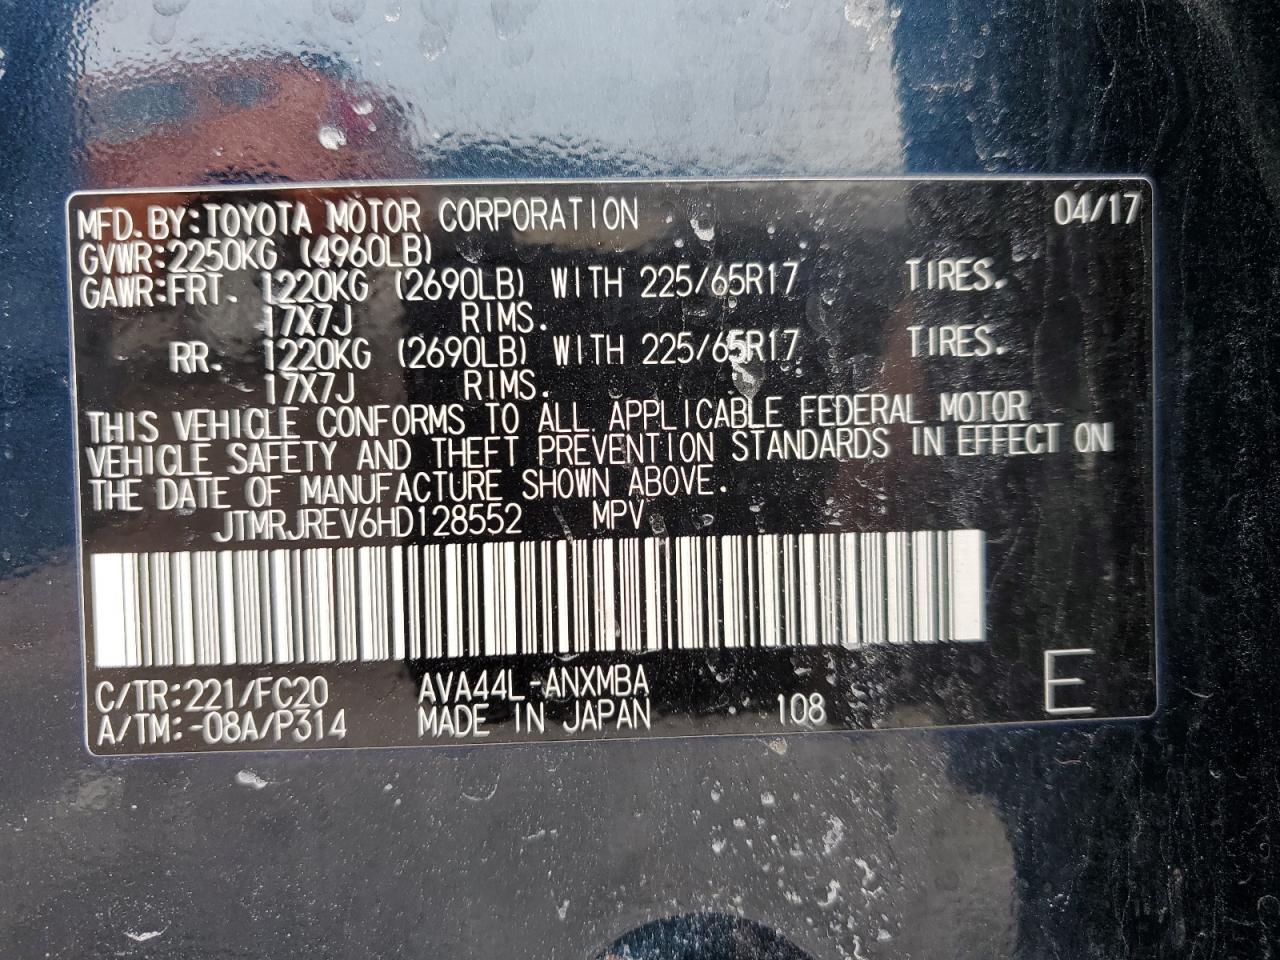 MFD.BY:TOYOTA MOTOR CORPORATION 04/17
GVWR:2250KG (4960LB)
GAWR:FRT. 1220KG (2690LB) WITH 225/65R17 TIRES.
17X7J RIMS.
RR. 1220KG (2690LB) WITH 225/65R17 TIRES.
17X7J RIMS.
THIS VEHICLE CONFORMS TO ALL APPLICABLE FEDERAL MOTOR
VEHICLE SAFETY AND THEFT PREVENTION STANDARDS IN EFFECT ON
THE DATE OF MANUFACTURE SHOWN ABOVE.
JTMRJREV6HD128552 MPV
C/TR:221/FC20 AVA44L-ANXMBA E
A/TM:-08A/P314 MADE IN JAPAN 108